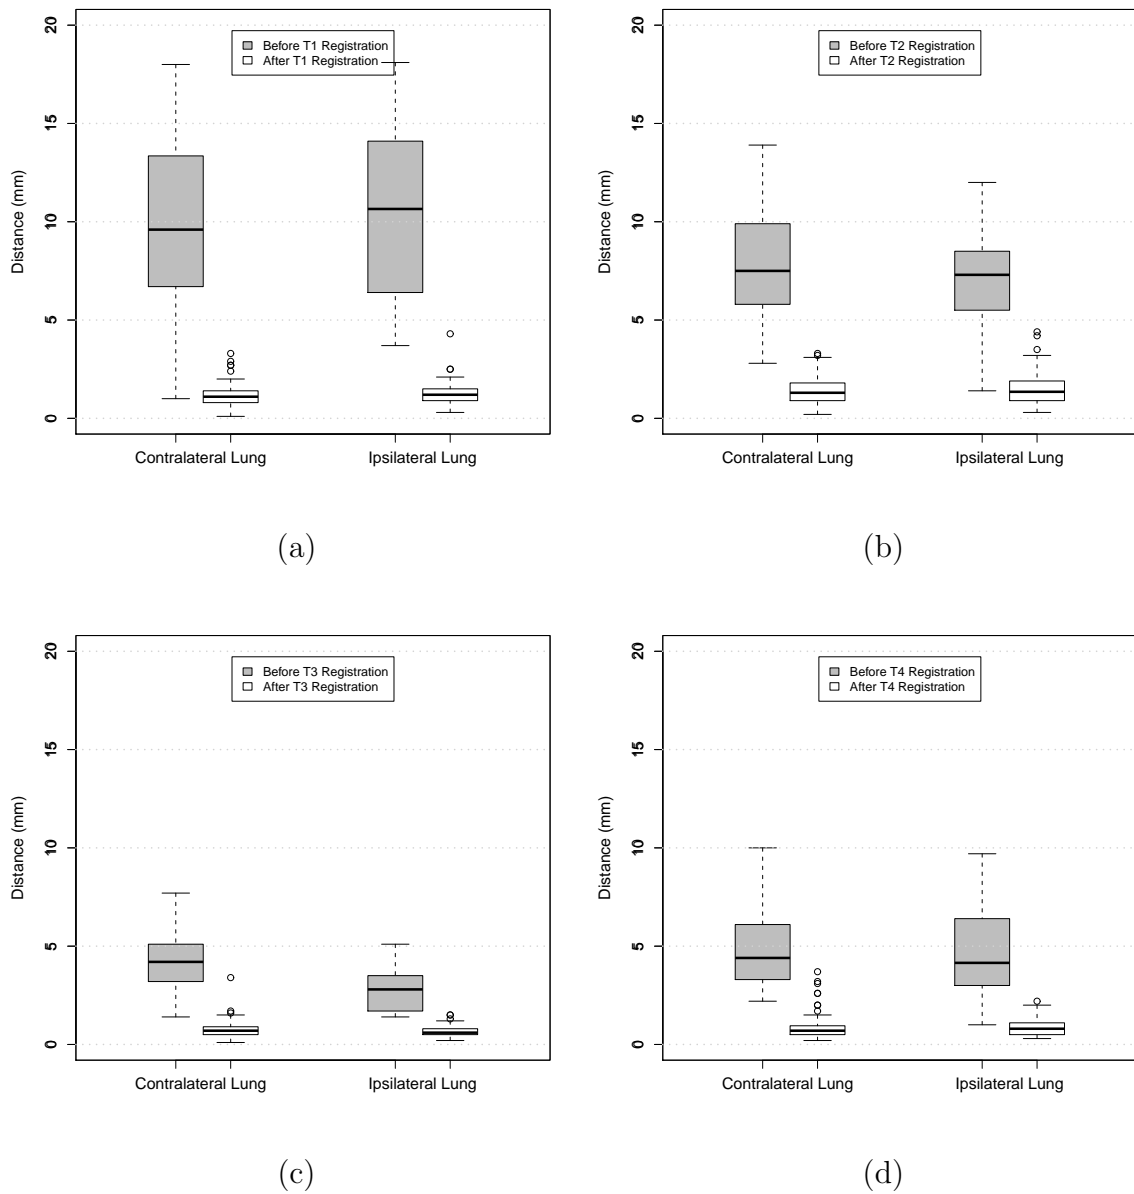 Before T1 Registration
After T1 Registration
Distance (mm)
20
15
10
5
0
Contralateral Lung
Ipsilateral Lung
(a)
Before T2 Registration
After T2 Registration
Distance (mm)
20
15
10
5
0
Contralateral Lung
Ipsilateral Lung
(b)
Before T3 Registration
After T3 Registration
Distance (mm)
20
15
10
5
0
Contralateral Lung
Ipsilateral Lung
(c)
Before T4 Registration
After T4 Registration
Distance (mm)
20
15
10
5
0
Contralateral Lung
Ipsilateral Lung
(d)